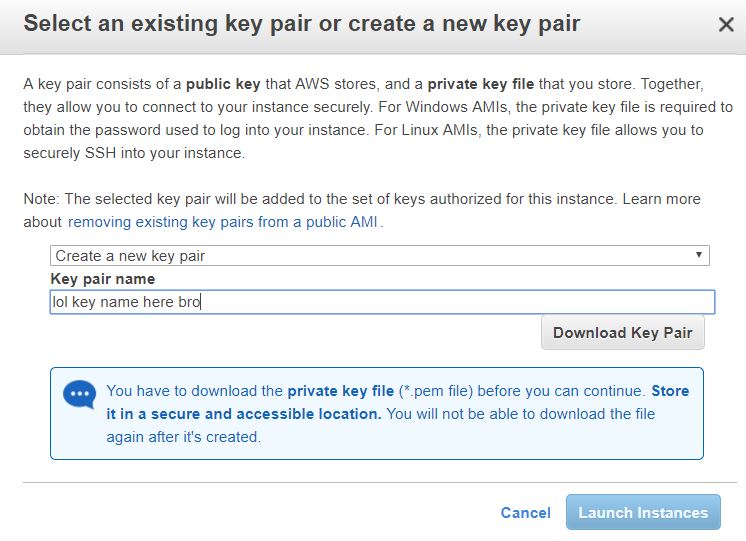 Select an existing key pair or create a new key pair
A key pair consists of a public key that AWS stores, and a private key file that you store. Together,
they allow you to connect to your instance securely. For Windows AMIs, the private key file is required to
obtain the password used to log into your instance. For Linux AMIs, the private key file allows you to
securely SSH into your instance.
Note: The selected key pair will be added to the set of keys authorized for this instance. Learn more
about removing existing key pairs from a public AMI.
Create a new key pair
Key pair name
lol key name here bro
Download Key Pair
You have to download the private key file (*.pem file) before you can continue. Store
it in a secure and accessible location. You will not be able to download the file
again after it's created.
Cancel Launch Instances